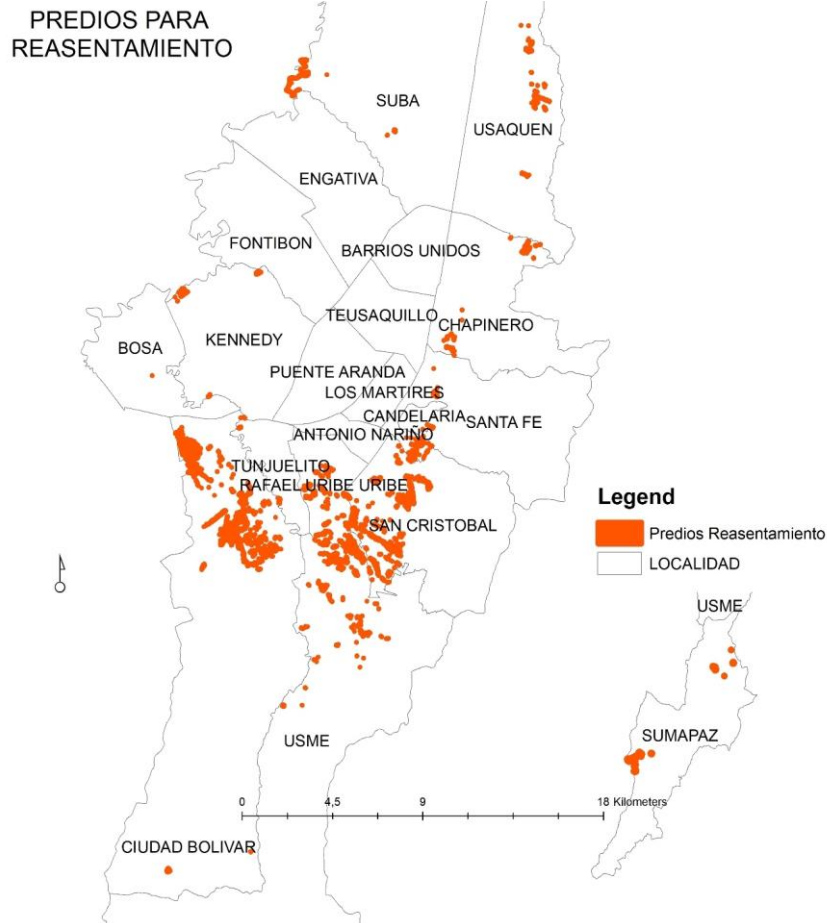 PREDIOS PARA
REASENTAMIENTO
SUBA
USAQUEN
ENGATIVA
FONTIBON
BARRIOS UNIDOS
TEUSAQUILLO
CHAPINERO
BOSA
KENNEDY
PUENTE ARANDA
LOS MARTIRES
CANDELARIA
SANTA FE
ANTONIO NARIÑO
TUNJUELITO
RAFAEL URIBE URIBE
SAN CRISTOBAL
Legend
Predios Reasentamiento
LOCALIDAD
USME
SUMAPAZ
USME
0 4,5 9 18 Kilometers
CIUDAD BOLIVAR